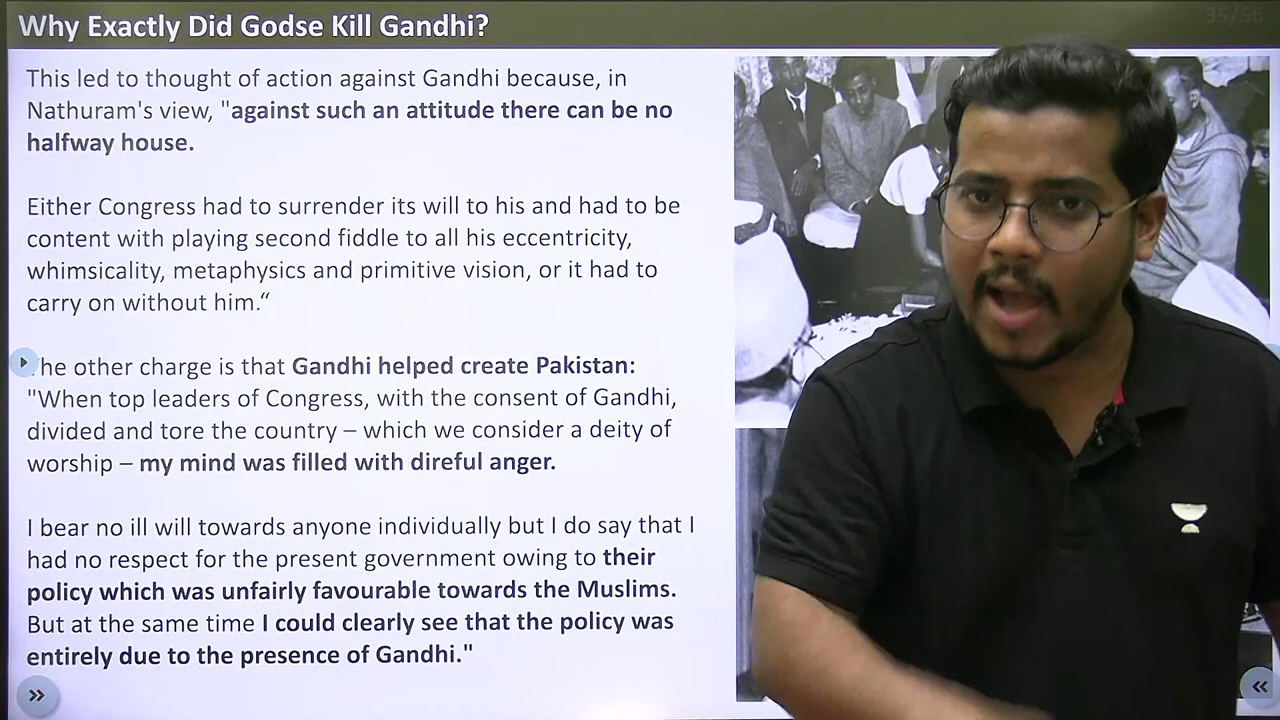 Why Exactly Did Godse Kill Gandhi?
35/56
This led to thought of action against Gandhi because, in
Nathuram's view, "against such an attitude there can be no
halfway house.
Either Congress had to surrender its will to his and had to be
content with playing second fiddle to all his eccentricity,
whimsicality, metaphysics and primitive vision, or it had to
carry on without him.“
he other charge is that Gandhi helped create Pakistan:
"When top leaders of Congress, with the consent of Gandhi,
divided and tore the country – which we consider a deity of
worship – my mind was filled with direful anger.
I bear no ill will towards anyone individually but I do say that I
had no respect for the present government owing to their
policy which was unfairly favourable towards the Muslims.
But at the same time I could clearly see that the policy was
entirely due to the presence of Gandhi."